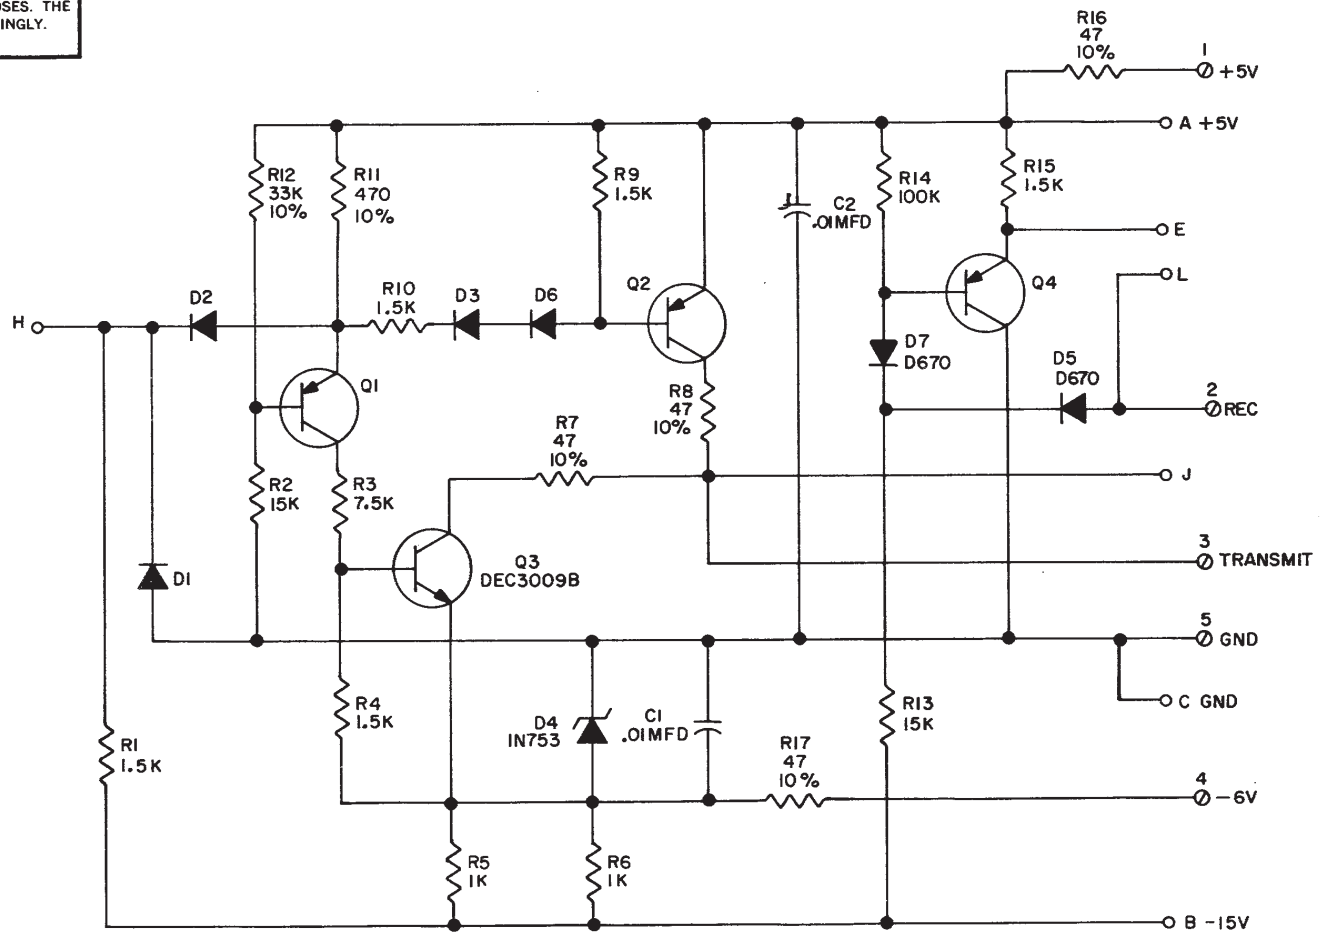 OSES. THE
INGLY.
R16
47
10%
1
+5V
A +5V
R12
33K
10%
R11
470
10%
R9
1.5K
C2
.01MFD
R14
100K
R15
1.5K
E
L
Q2
Q4
H
D2
R10
1.5K
D3
D6
D7
D670
D5
D670
2
REC
Q1
R8
47
10%
R7
47
10%
J
R2
15K
R3
7.5K
Q3
DEC3009B
3
TRANSMIT
D1
5
GND
C GND
R4
1.5K
D4
1N753
C1
.01MFD
R13
15K
R1
1.5K
R17
47
10%
4
-6V
R5
1K
R6
1K
B -15V